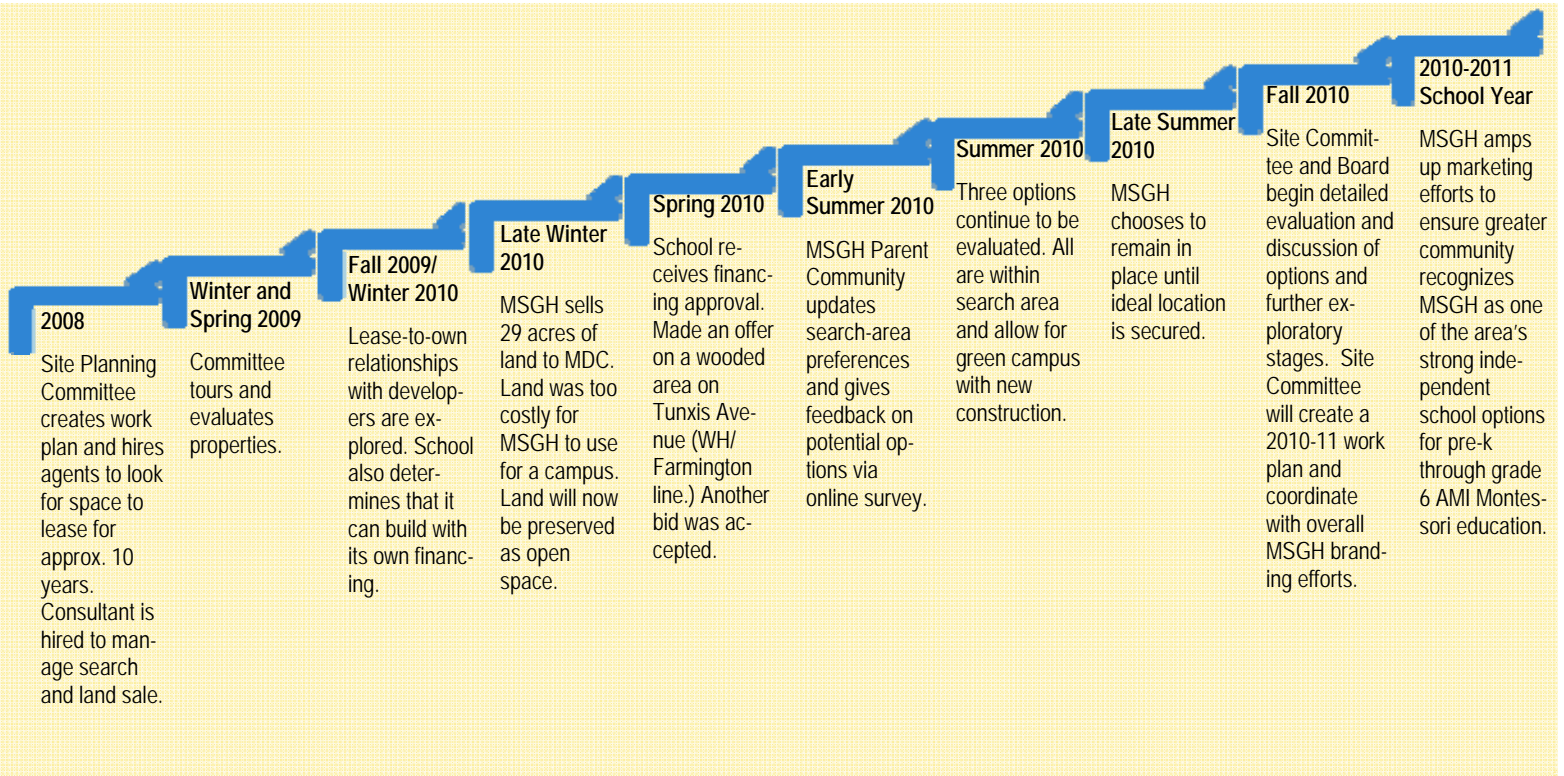 2008
Site Planning
Committee
creates work
plan and hires
agents to look
for space to
lease for
approx. 10
years.
Consultant is
hired to man-
age search
and land sale.
Winter and
Spring 2009
Committee
tours and
evaluates
properties.
Fall 2009/
Winter 2010
Lease-to-own
relationships
with develop-
ers are ex-
plored. School
also deter-
mines that it
can build with
its own financ-
ing.
Late Winter
2010
MSGH sells
29 acres of
land to MDC.
Land was too
costly for
MSGH to use
for a campus.
Land will now
be preserved
as open
space.
Spring 2010
School re-
ceives financ-
ing approval.
Made an offer
on a wooded
area on
Tunxis Ave-
nue (WH/
Farmington
line.) Another
bid was ac-
cepted.
Early
Summer 2010
MSGH Parent
Community
updates
search-area
preferences
and gives
feedback on
potential op-
tions via
online survey.
Summer 2010
Three options
continue to be
evaluated. All
are within
search area
and allow for
green campus
with new
construction.
Late Summer
2010
MSGH
chooses to
remain in
place until
ideal location
is secured.
Fall 2010
Site Commit-
tee and Board
begin detailed
evaluation and
discussion of
options and
further ex-
ploratory
stages.  Site
Committee
will create a
2010-11 work
plan and
coordinate
with overall
MSGH brand-
ing efforts.
2010-2011
School Year
MSGH amps
up marketing
efforts to
ensure greater
community
recognizes
MSGH as one
of the area's
strong inde-
pendent
school options
for pre-k
through grade
6 AMI Montes-
sori education.